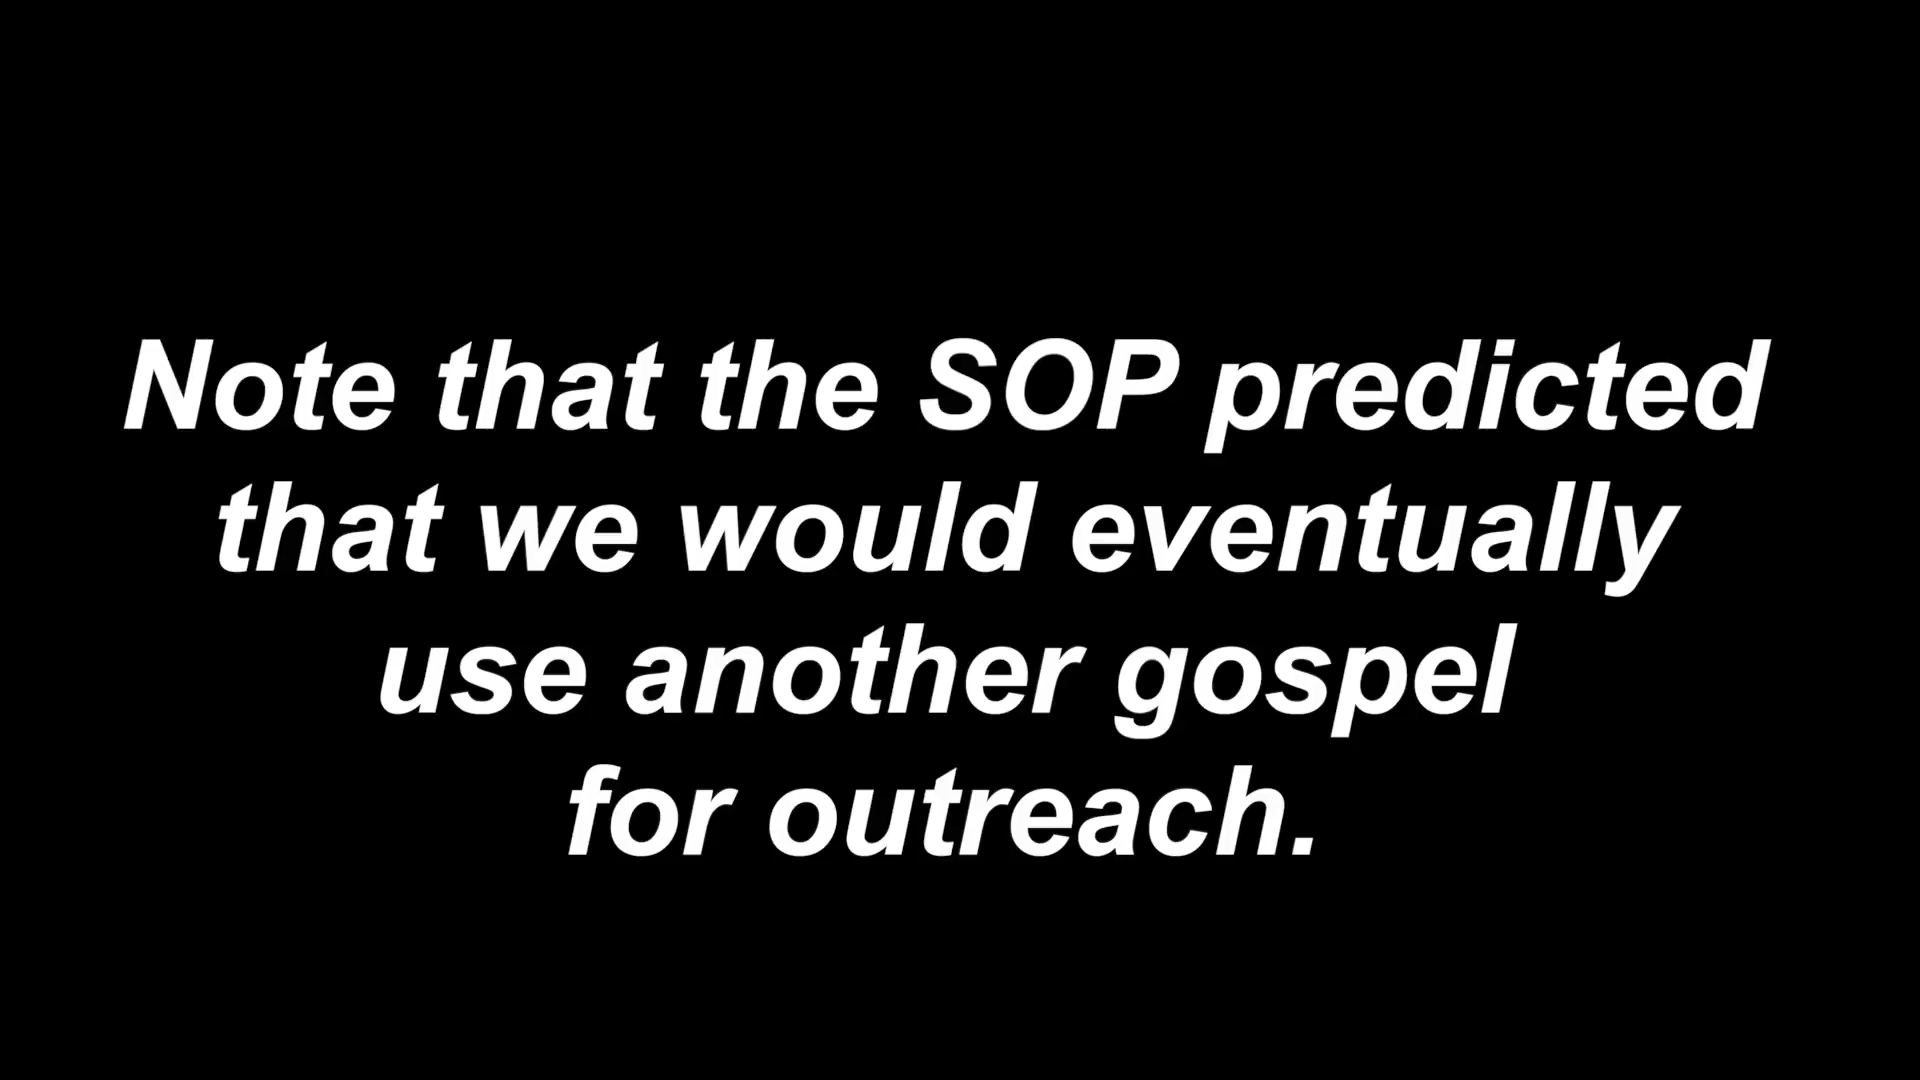 Note that the SOP predicted
that we would eventually
use another gospel
for outreach.